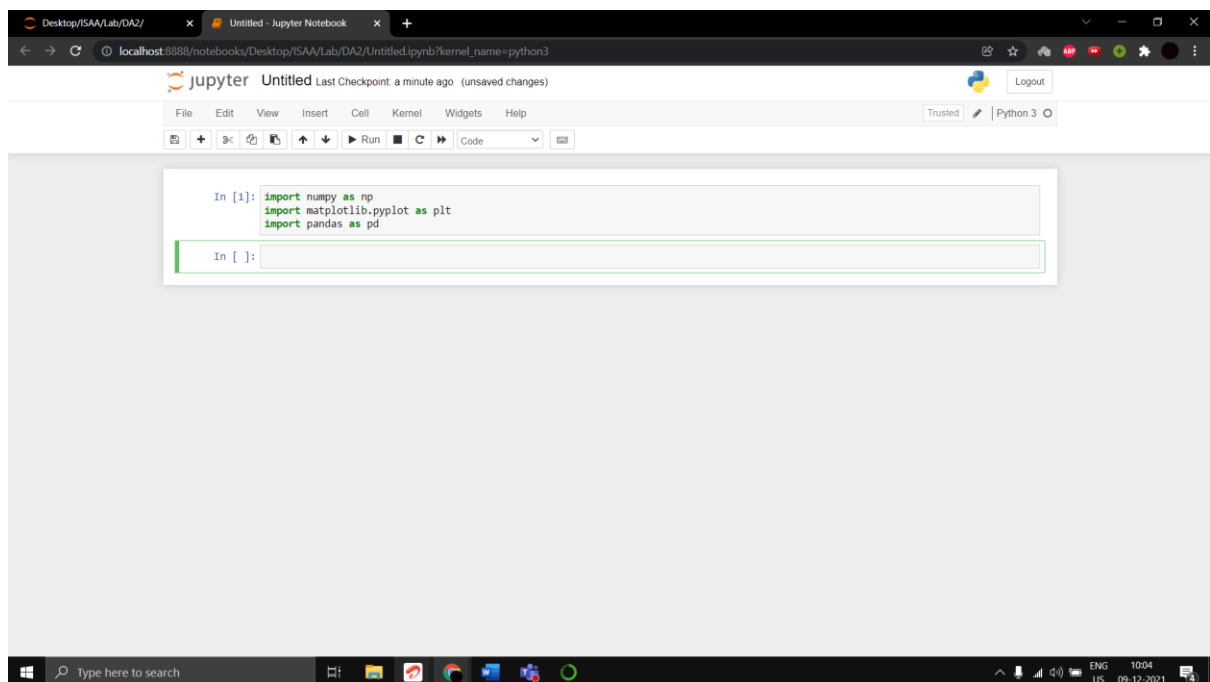 Desktop/ISAA/Lab/DA2/
Untitled - Jupyter Notebook
localhost:8888/notebooks/Desktop/ISAA/Lab/DA2/Untitled.ipynb?kernel_name=python3
ABP
jupyter Untitled Last Checkpoint: a minute ago (unsaved changes)
Logout
File Edit View Insert Cell Kernel Widgets Help
Trusted Python 3
Run Code
In [1]: import numpy as np
import matplotlib.pyplot as plt
import pandas as pd
In [ ]:
Type here to search
ENG 10:04
US 09-12-2021
4